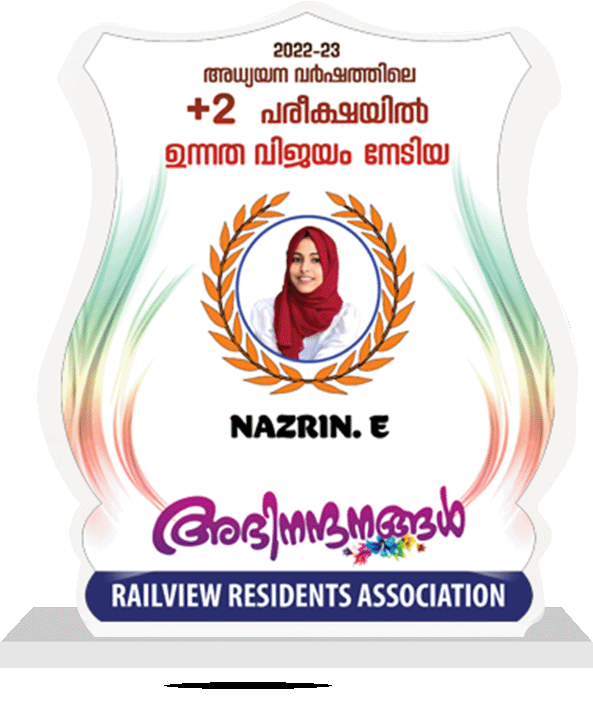 2022-23
അധ്യയന വർഷത്തിലെ
+2 പരീക്ഷയിൽ
ഉന്നത വിജയം നേടിയ
NAZRIN. E
അഭിനന്ദനങ്ങൾ
RAILVIEW RESIDENTS ASSOCIATION